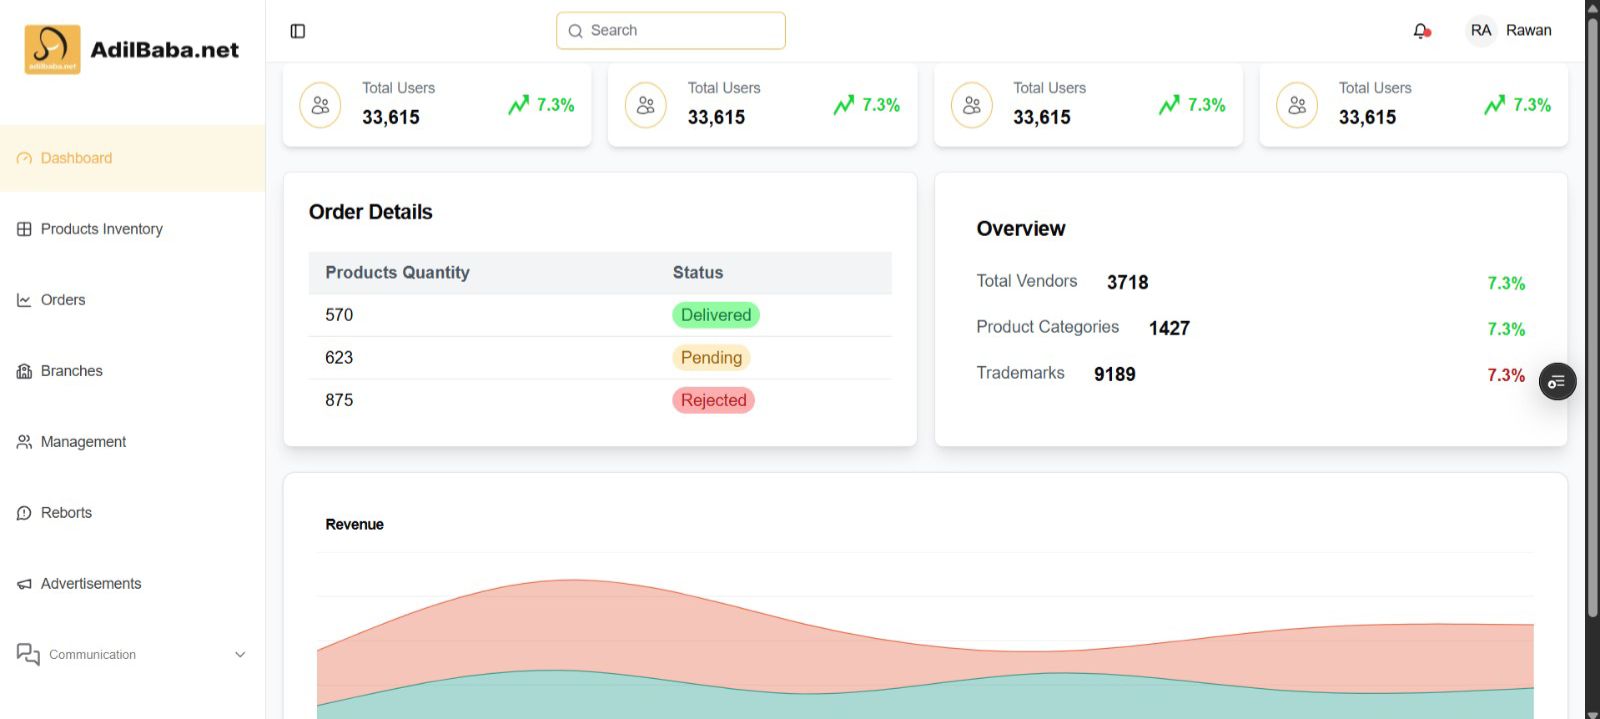 adilbaba.net
AdilBaba.net
Search
RA Rawan
Dashboard
Products Inventory
Orders
Branches
Management
Reborts
Advertisements
Communication
Total Users
33,615
7.3%
Total Users
33,615
7.3%
Total Users
33,615
7.3%
Total Users
33,615
7.3%
Order Details
Products Quantity Status
570 Delivered
623 Pending
875 Rejected
Overview
Total Vendors 3718 7.3%
Product Categories 1427 7.3%
Trademarks 9189 7.3%
Revenue